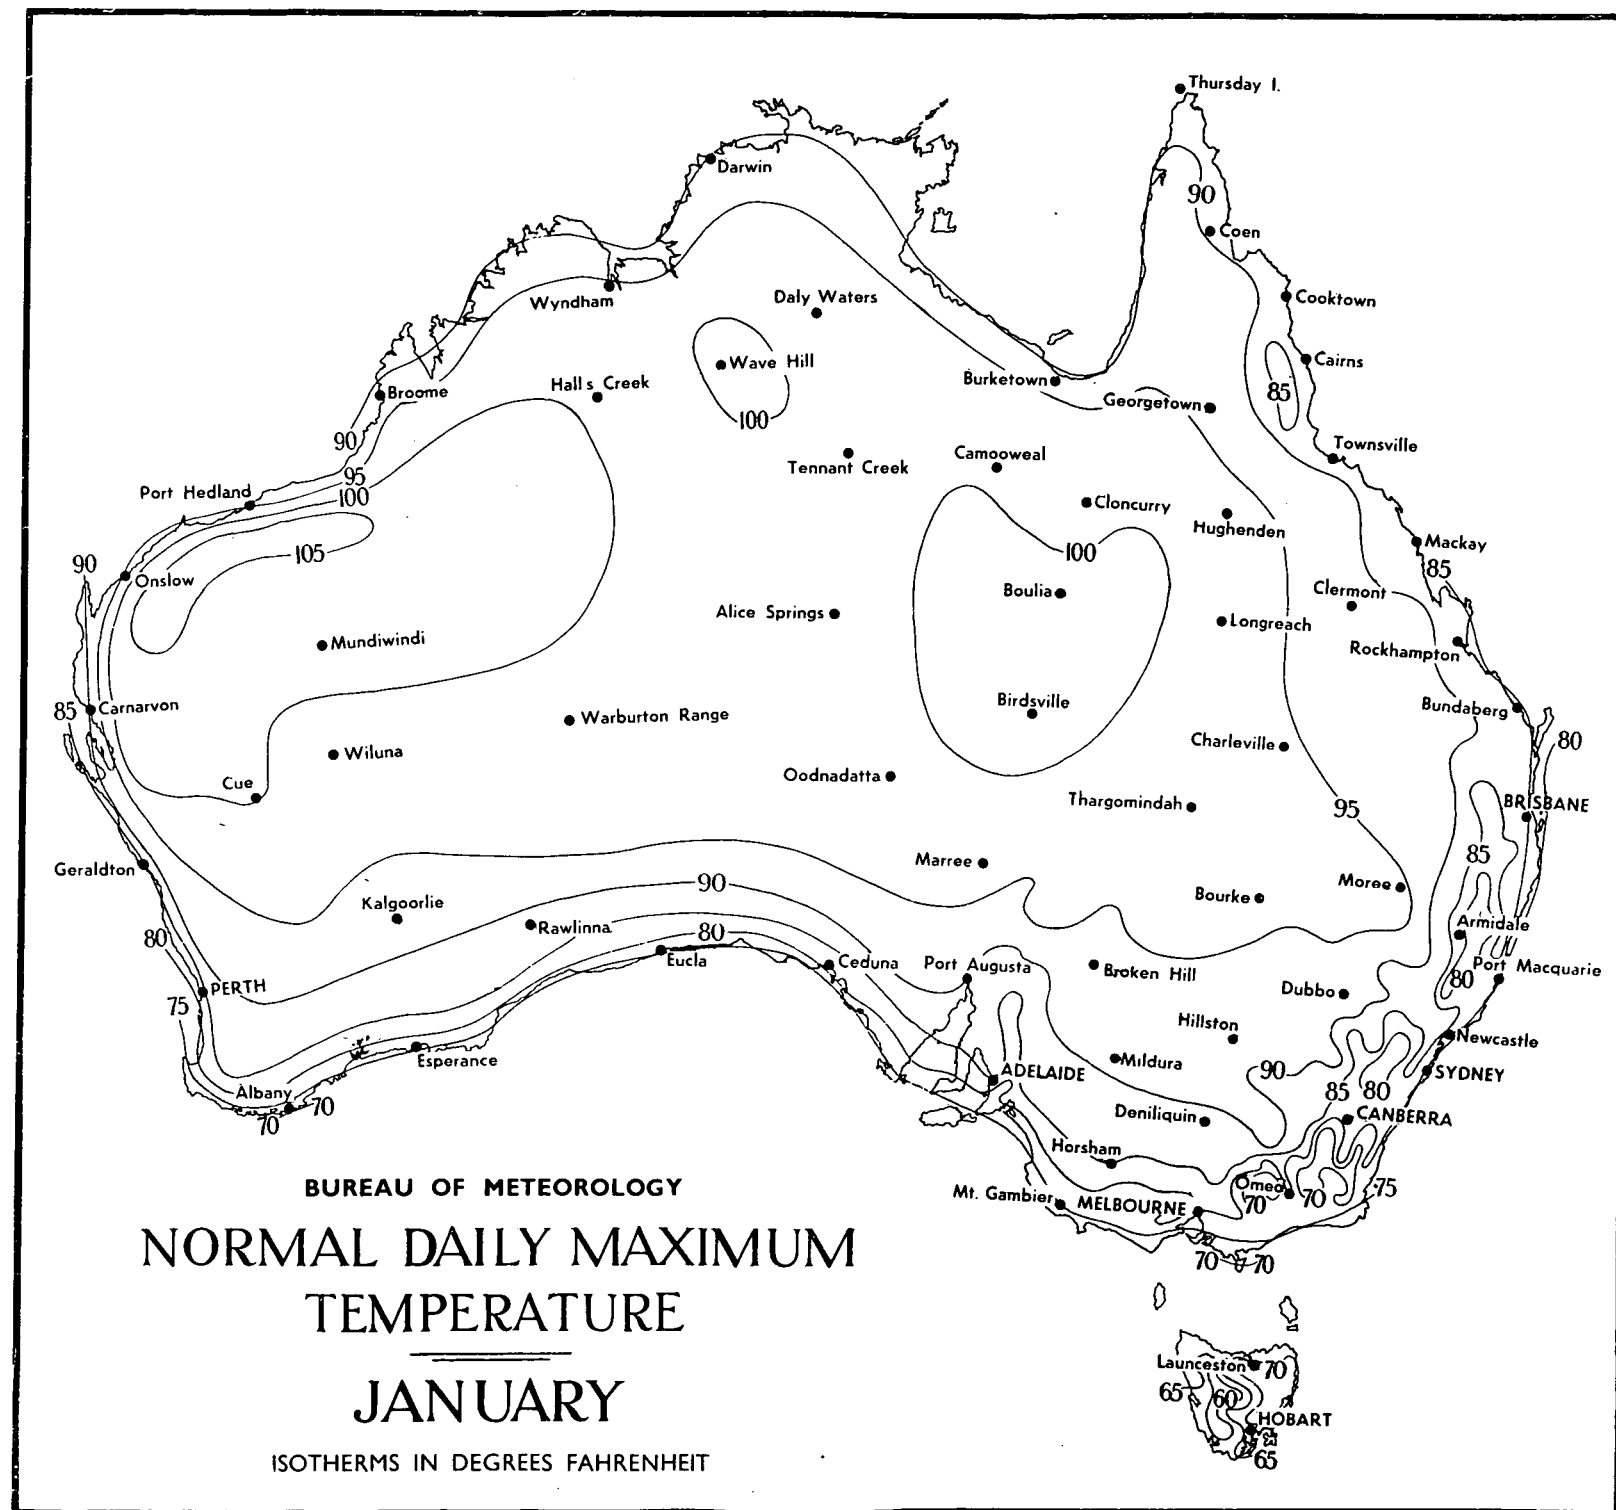 Thursday I.
Darwin
90
Coen
Wyndham
Daly Waters
Cooktown
Wave Hill
Cairns
Broome
Hall s Creek
Burketown
Georgetown
85
100
90
Townsville
Tennant Creek
Camooweal
95
Port Hedland
100
Cloncurry
Hughenden
Mackay
105
100
90
Onslow
85
Boulia
Clermont
Alice Springs
Longreach
Mundiwindi
Rockhampton
85
Carnarvon
Birdsville
Bundaberg
Warburton Range
80
Wiluna
Charleville
Cue
Oodnadatta
Thargomindah
95
BRISBANE
Geraldton
Marree
85
90
Moree
Kalgoorlie
Bourke
80
Rawlinna
80
Armidale
Eucla
Ceduna
Port Augusta
Broken Hill
80
Port Macquarie
PERTH
75
Dubbo
Hillston
Newcastle
Esperance
Mildura
ADELAIDE
90
SYDNEY
Albany
70
70
85
80
Deniliquin
CANBERRA
Horsham
Mt. Gambier
MELBOURNE
Omeo
70
70
75
70
70
Launceston
70
65
60
HOBART
65
BUREAU OF METEOROLOGY
NORMAL DAILY MAXIMUM
TEMPERATURE
JANUARY
ISOTHERMS IN DEGREES FAHRENHEIT